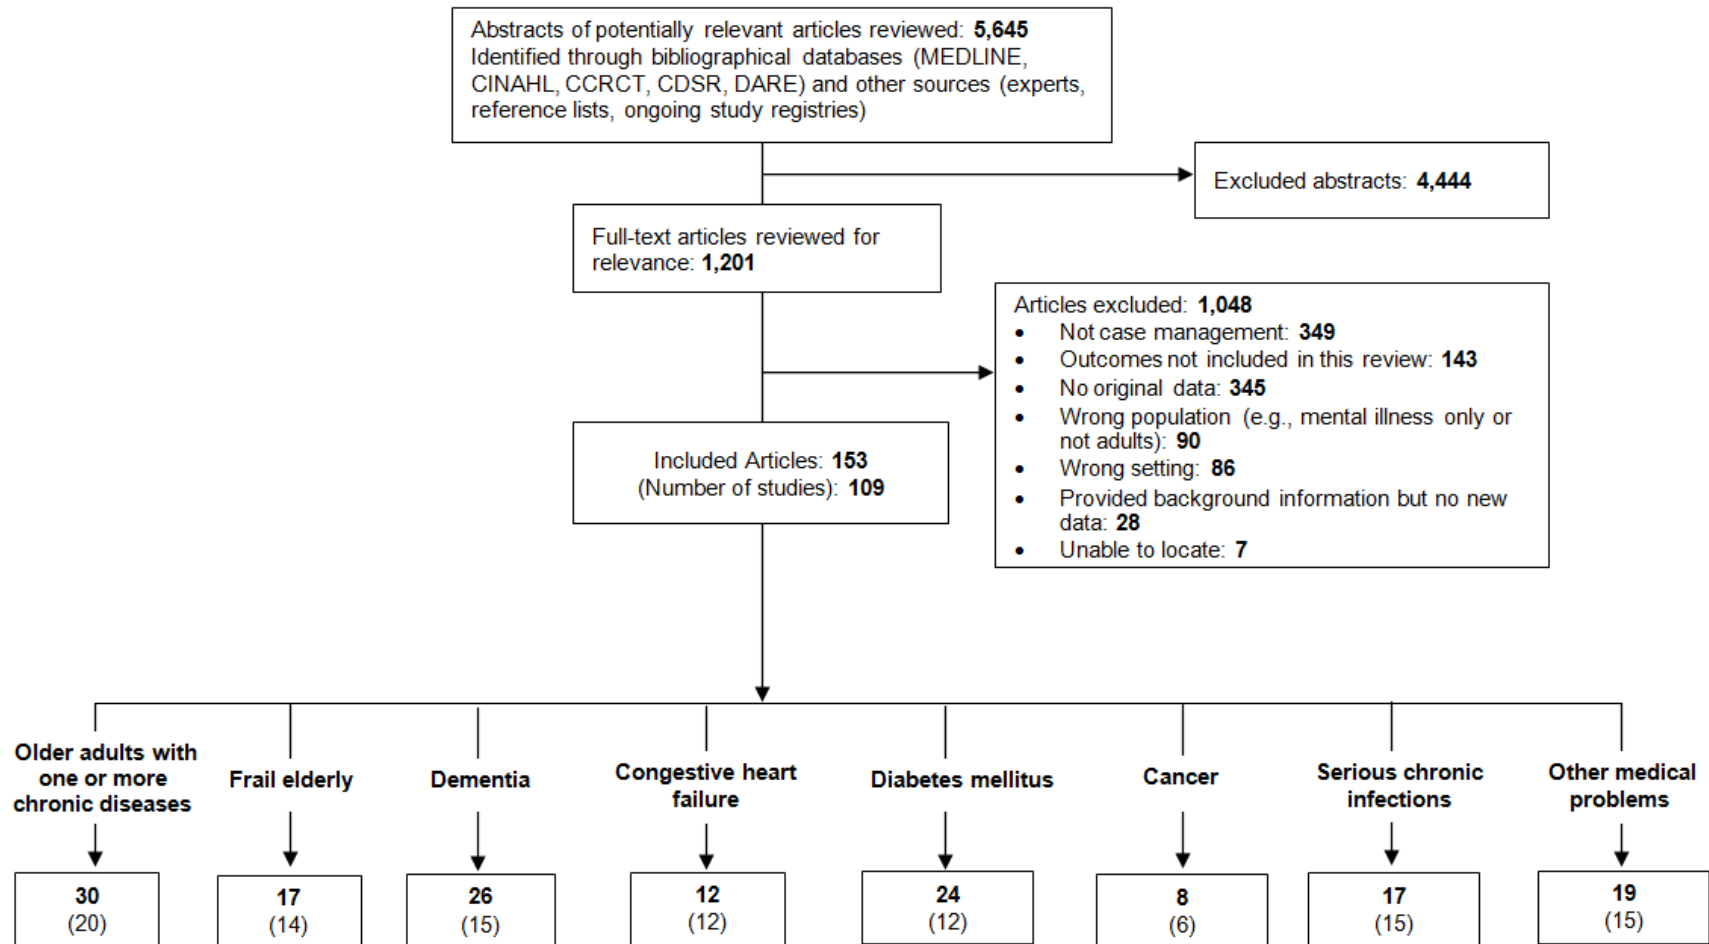 Abstracts of potentially relevant articles reviewed: 5,645
Identified through bibliographical databases (MEDLINE,
CINAHL, CCRCT, CDSR, DARE) and other sources (experts,
reference lists, ongoing study registries)
Excluded abstracts: 4,444
Full-text articles reviewed for
relevance: 1,201
Articles excluded: 1,048
• Not case management: 349
• Outcomes not included in this review: 143
• No original data: 345
• Wrong population (e.g., mental illness only or
not adults): 90
• Wrong setting: 86
• Provided background information but no new
data: 28
• Unable to locate: 7
Included Articles: 153
(Number of studies): 109
Older adults with
one or more
chronic diseases
30
(20)
Frail elderly
17
(14)
Dementia
26
(15)
Congestive heart
failure
12
(12)
Diabetes mellitus
24
(12)
Cancer
8
(6)
Serious chronic
infections
17
(15)
Other medical
problems
19
(15)